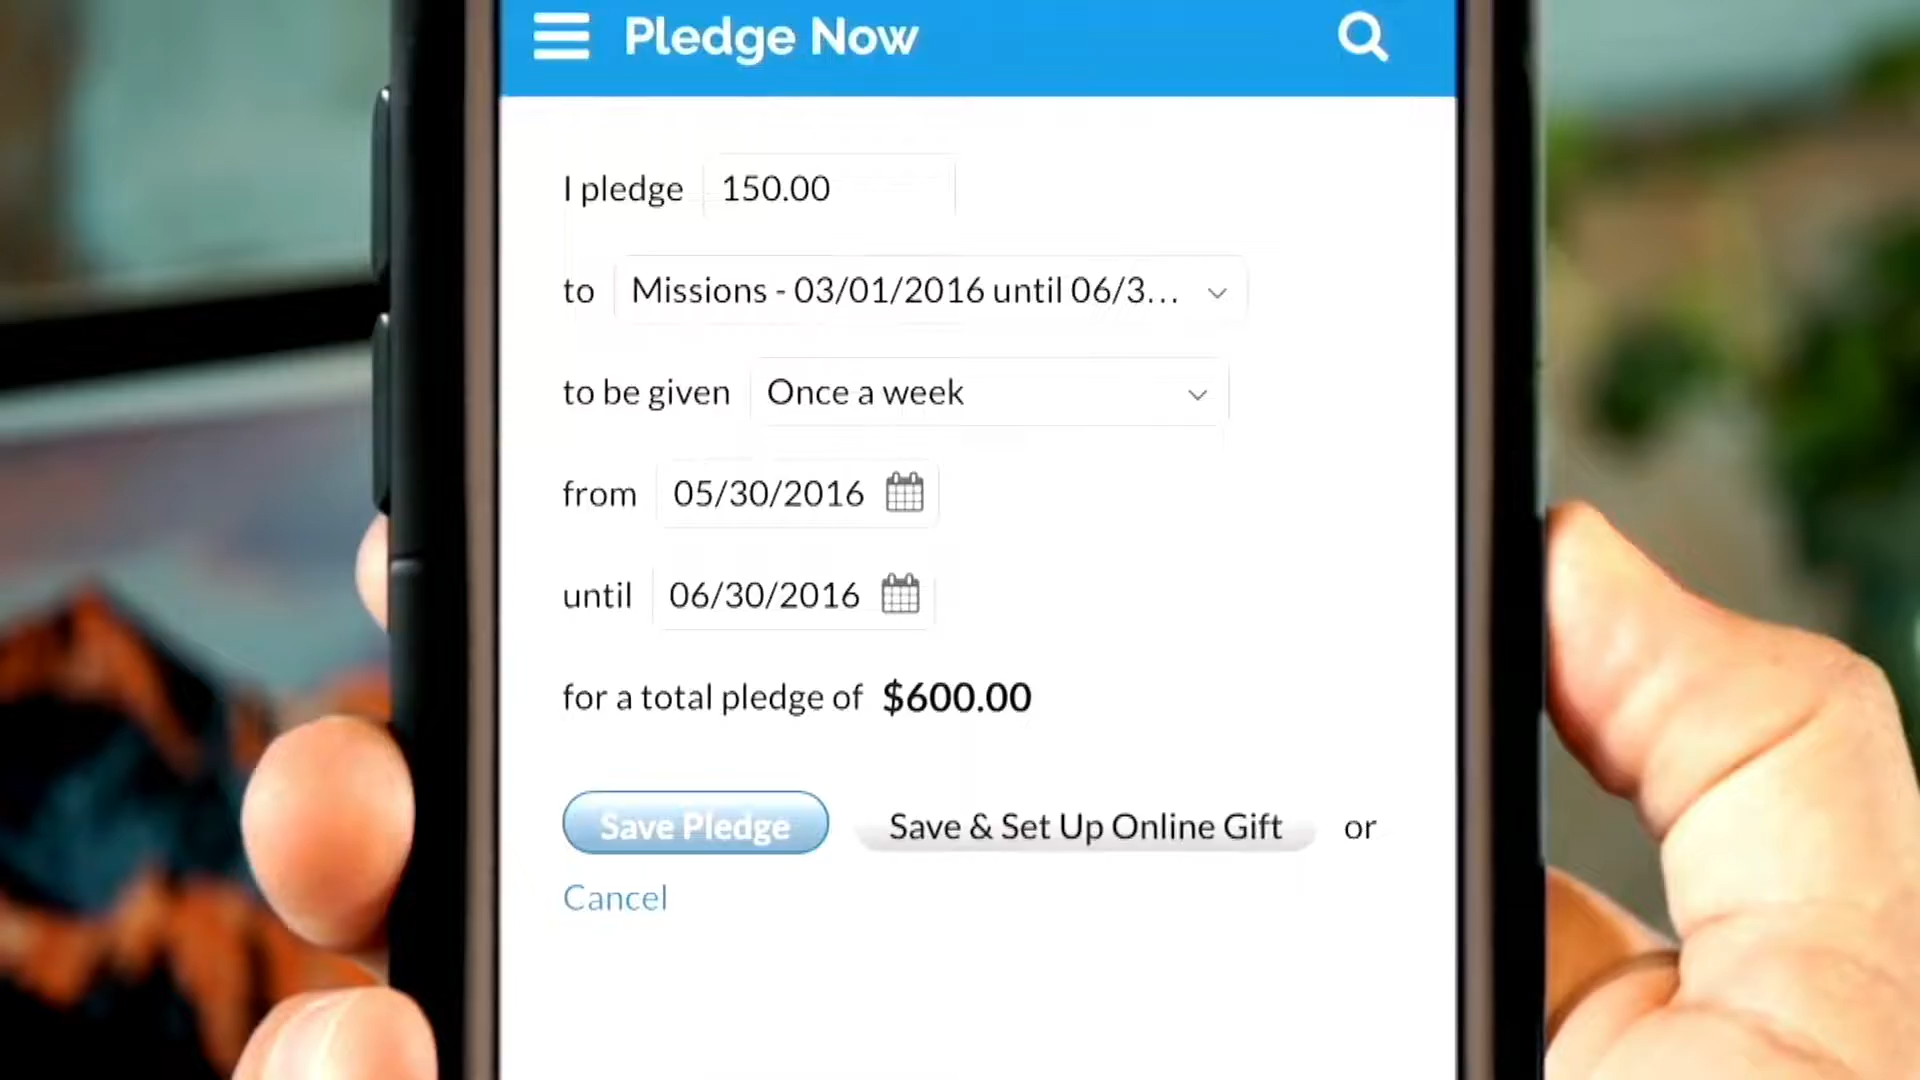 Pledge Now
I pledge 150.00
to Missions - 03/01/2016 until 06/3...
to be given Once a week
from 05/30/2016
until 06/30/2016
for a total pledge of $600.00
Save Pledge Save & Set Up Online Gift or
Cancel